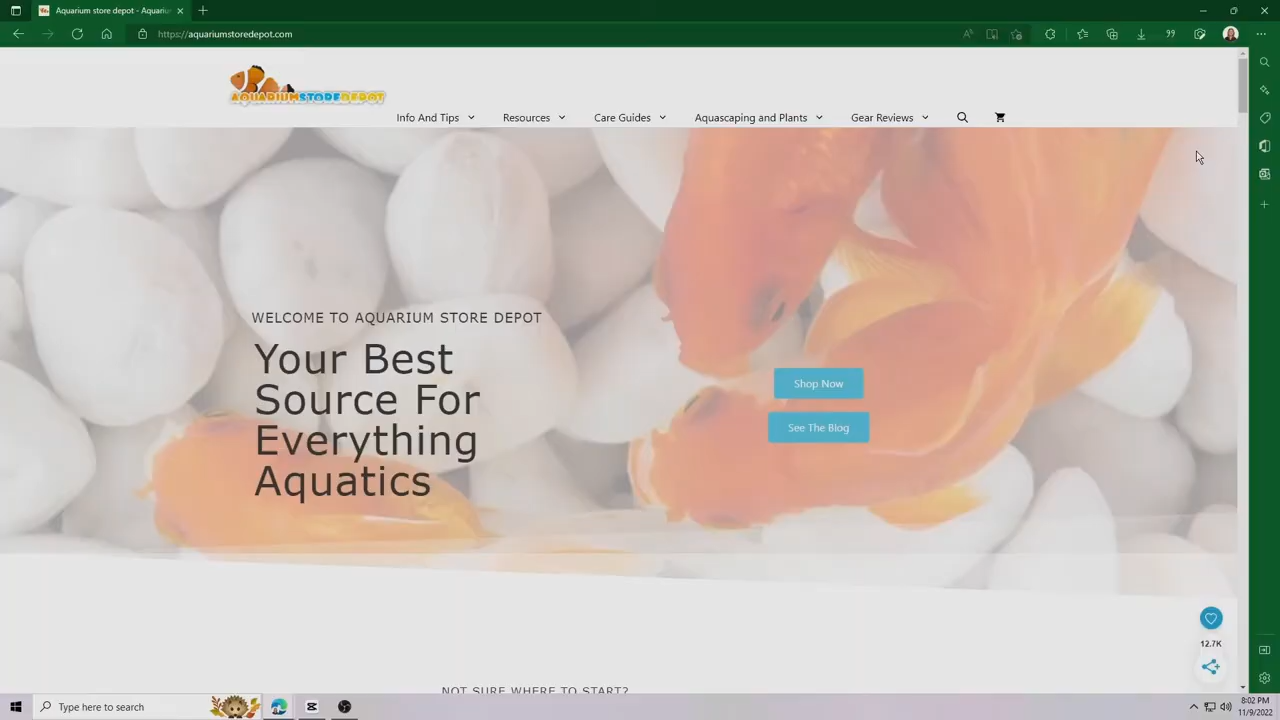 Aquarium store depot - Aquariu
https://aquariumstoredepot.com
AQUARIUMSTOREDEPOT
Info And Tips
Resources
Care Guides
Aquascaping and Plants
Gear Reviews
WELCOME TO AQUARIUM STORE DEPOT
Your Best
Source For
Everything
Aquatics
Shop Now
See The Blog
12.7K
NOT SURE WHERE TO START?
Type here to search
8:02 PM
11/9/2022